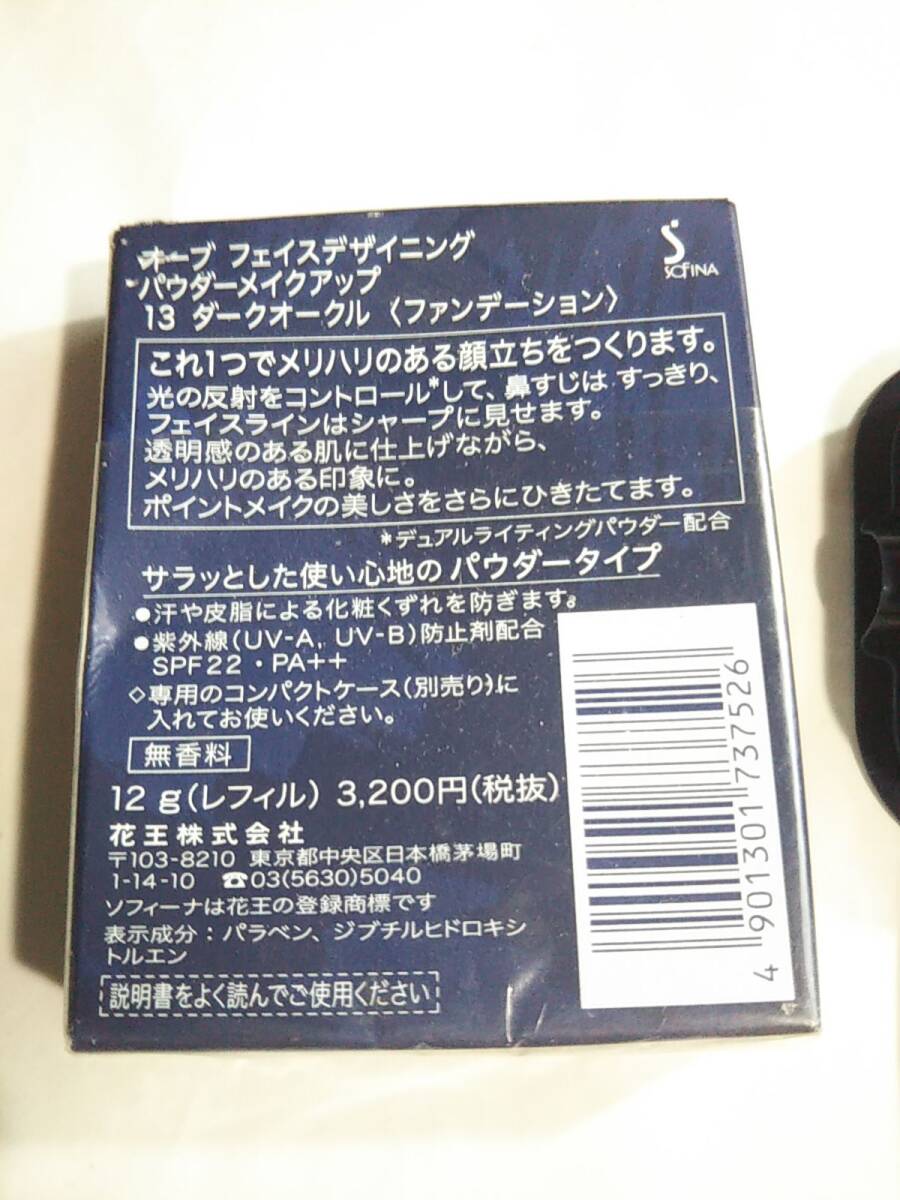 オーブ フェイスデザイニング
パウダーメイクアップ
13 ダークオークル 〈ファンデーション〉
SOFINA
これ1つでメリハリのある顔立ちをつくります。
光の反射をコントロール*して、鼻すじは すっきり、
フェイスラインはシャープに見せます。
透明感のある肌に仕上げながら、
メリハリのある印象に。
ポイントメイクの美しさをさらにひきたてます。
*デュアルライティングパウダー配合
サラッとした使い心地の パウダータイプ
●汗や皮脂による化粧くずれを防ぎます。
●紫外線(UV-A, UV-B)防止剤配合
SPF22・PA++
◇専用のコンパクトケース(別売り)に
入れてお使いください。
無香料
12 g(レフィル) 3,200円(税抜)
花王株式会社
〒103-8210 東京都中央区日本橋茅場町
1-14-10 ☎03(5630)5040
ソフィーナは花王の登録商標です
表示成分：パラベン、ジブチルヒドロキシ
トルエン
説明書をよく読んでご使用ください
4 901301 737526